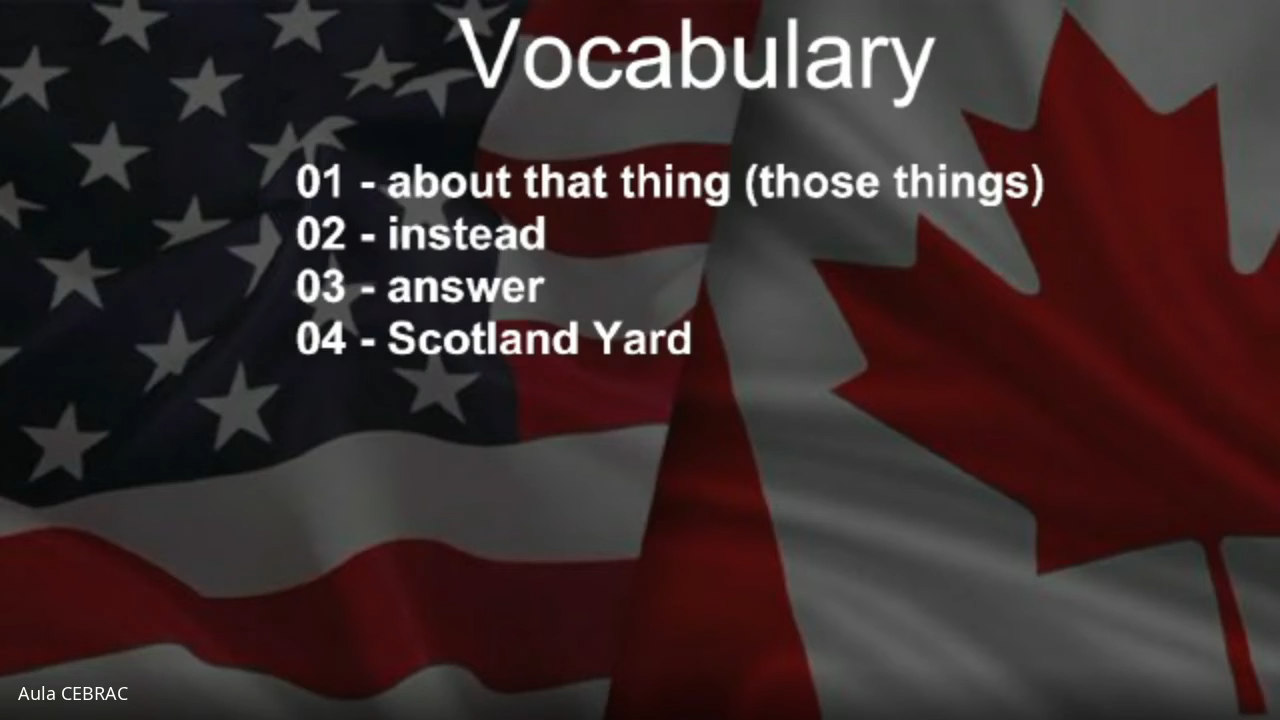 Vocabulary
01 - about that thing (those things)
02 - instead
03 - answer
04 - Scotland Yard
Aula CEBRAC